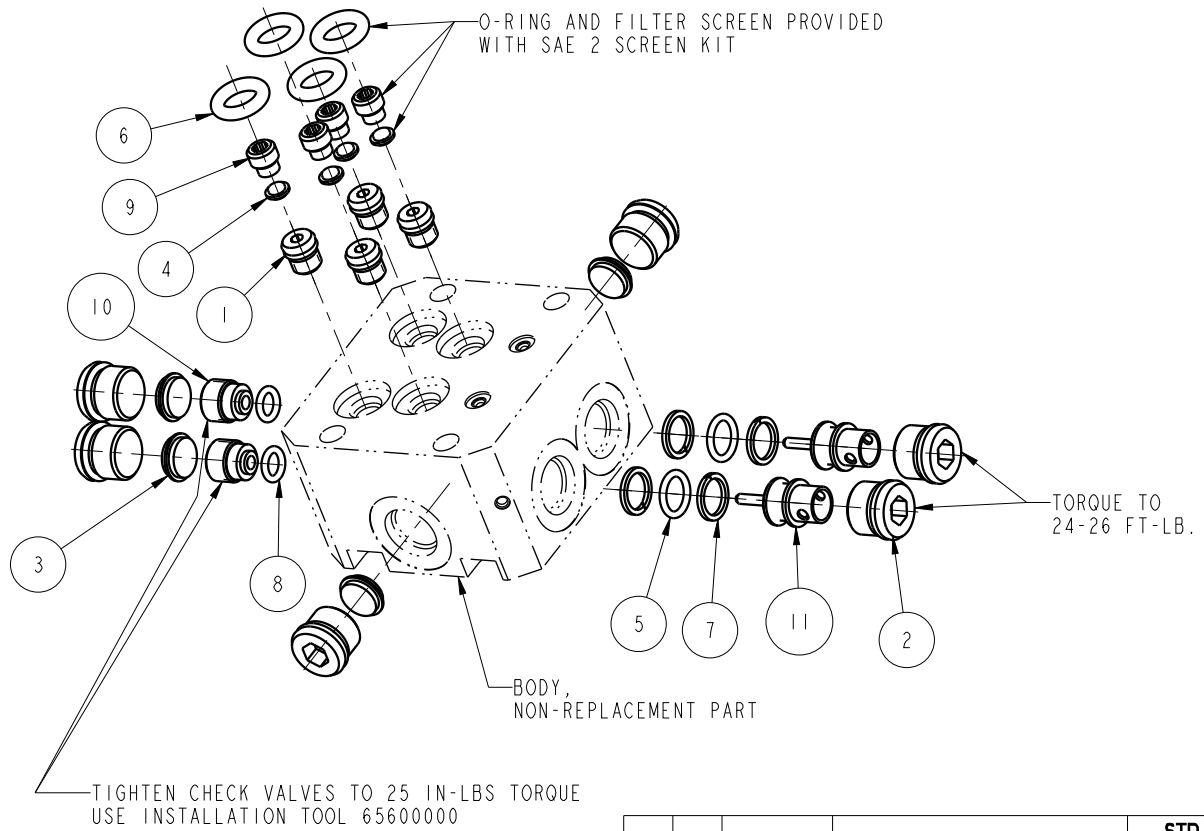 O-RING AND FILTER SCREEN PROVIDED
WITH SAE 2 SCREEN KIT
6
9
4
1
10
3
8
5
7
11
2
TORQUE TO
24-26 FT-LB.
BODY,
NON-REPLACEMENT PART
TIGHTEN CHECK VALVES TO 25 IN-LBS TORQUE
USE INSTALLATION TOOL 65600000
STD